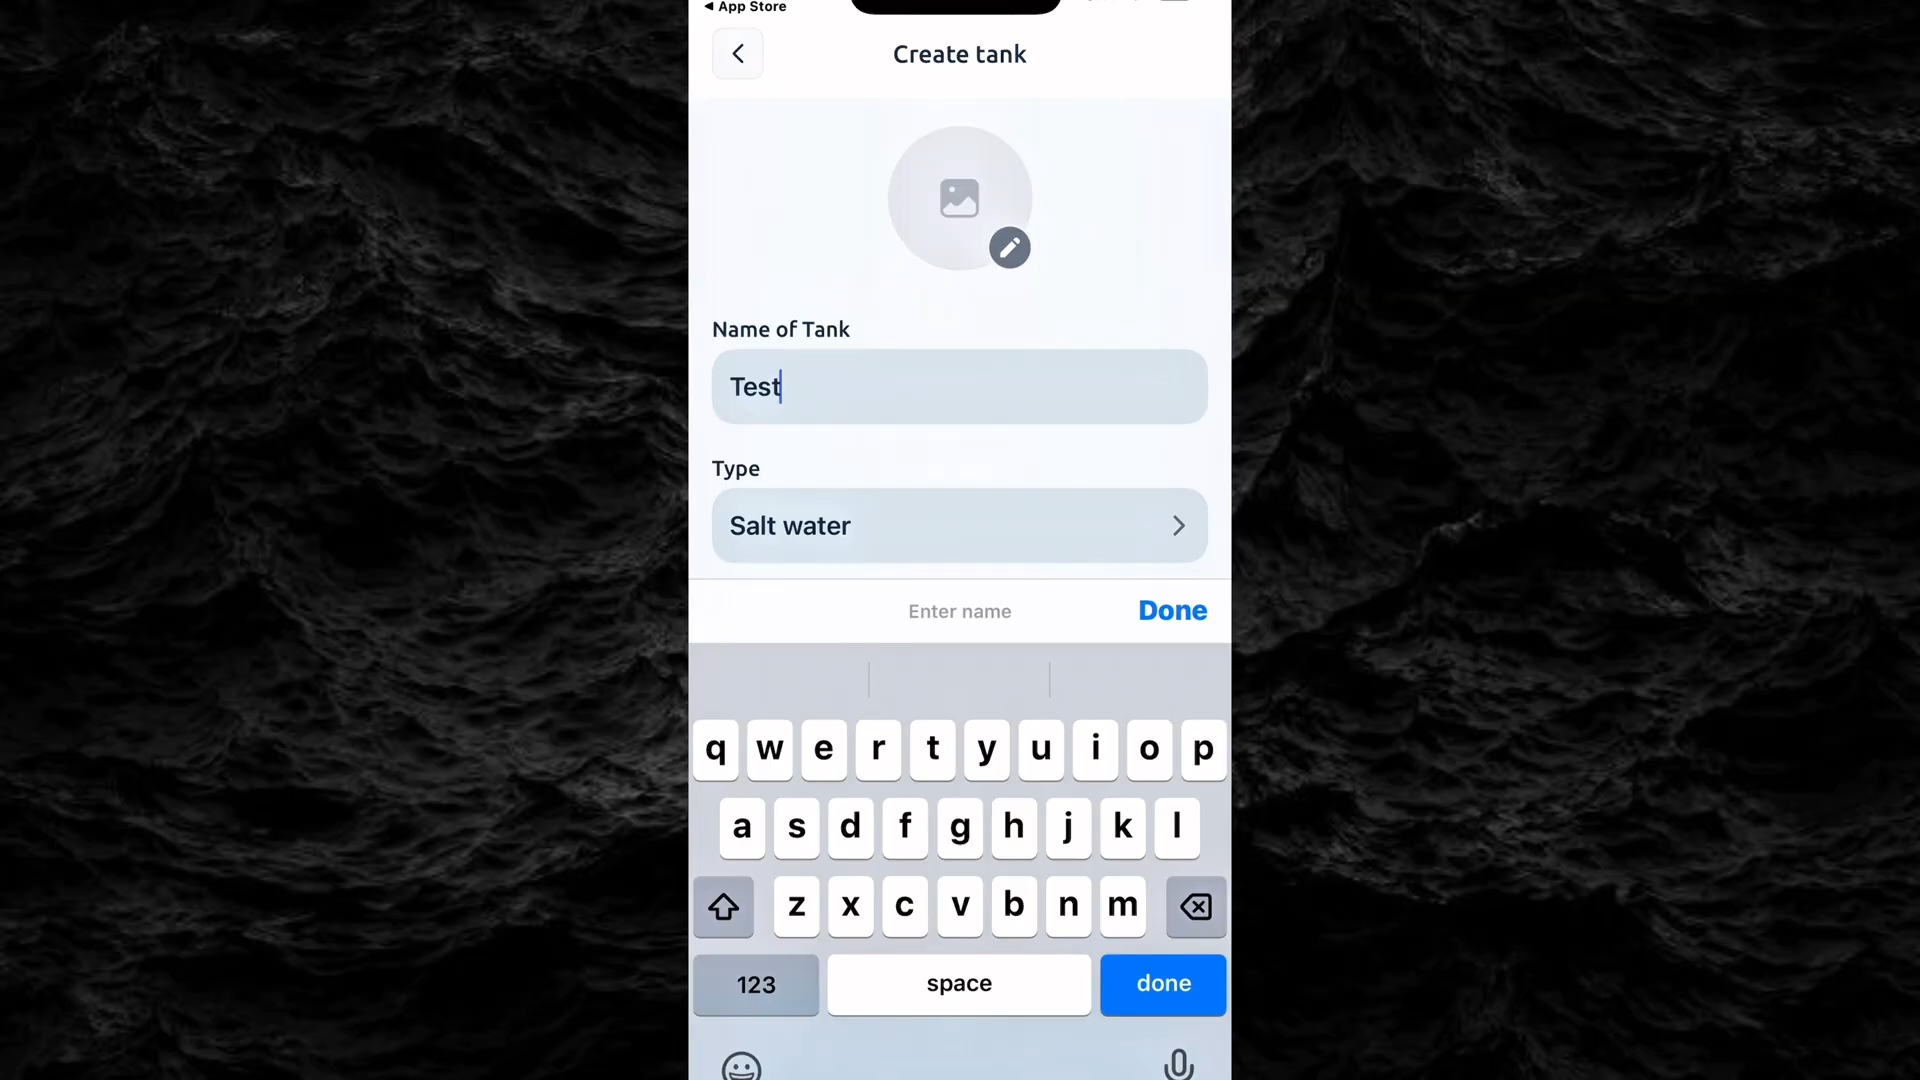 ◂ App Store
Create tank
Name of Tank
Test
Type
Salt water
Enter name
Done
q w e r t y u i o p
a s d f g h j k l
z x c v b n m
123
space
done